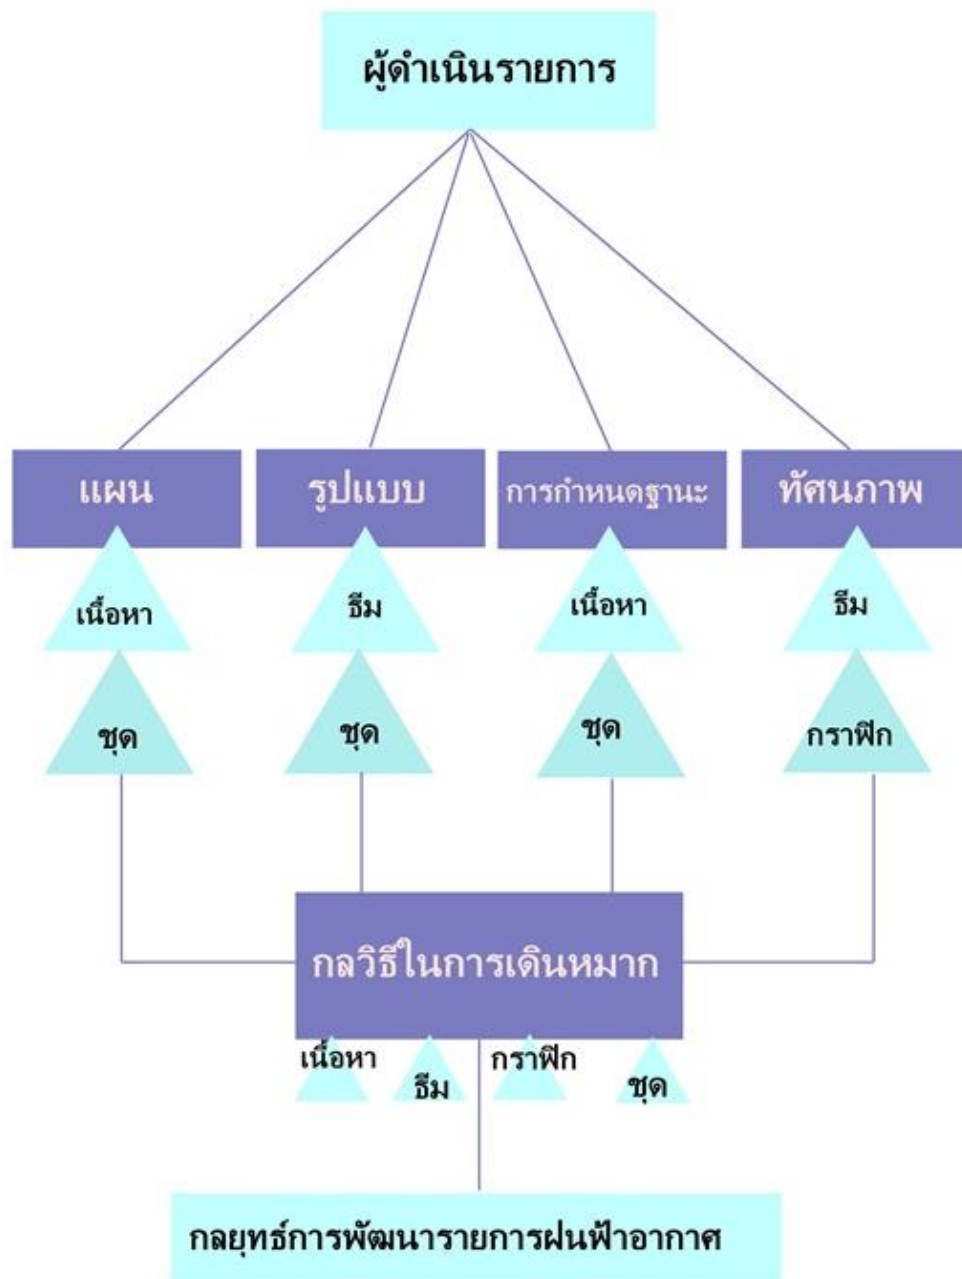 ผู้ดำเนินรายการ
แผน
รูปแบบ
การกำหนดฐานะ
ทัศนภาพ
เนื้อหา
ธีม
เนื้อหา
ธีม
ชุด
ชุด
ชุด
กราฟิก
กลวิธีในการเดินหมาก
เนื้อหา
ธีม
กราฟิก
ชุด
กลยุทธ์การพัฒนารายการฝนฟ้าอากาศ